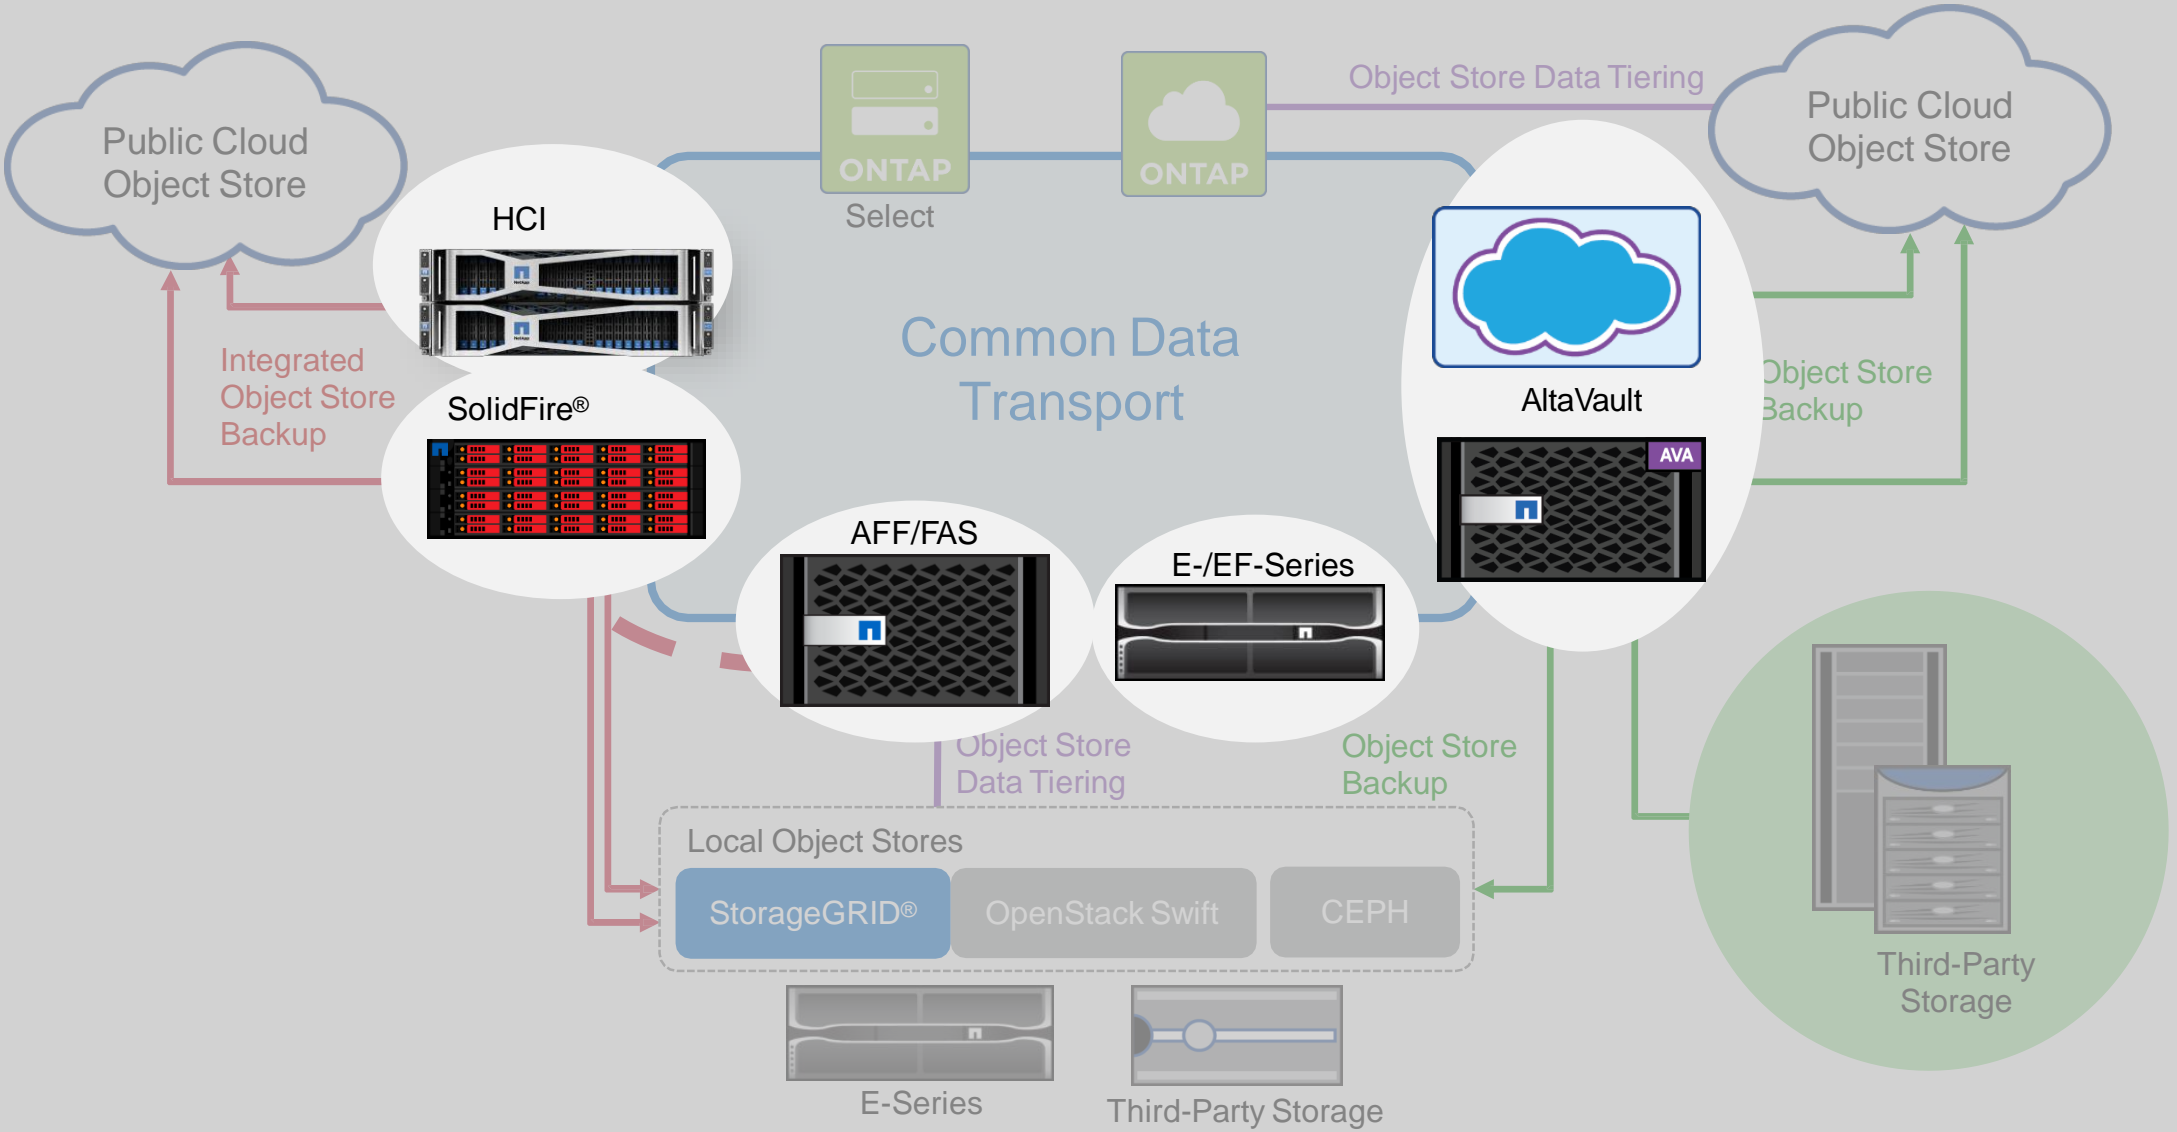 Public Cloud
Object Store
ONTAP
Select
ONTAP
Object Store Data Tiering
Public Cloud
Object Store
HCI
Integrated
Object Store
Backup
SolidFire®
Common Data
Transport
AltaVault
AVA
Object Store
Backup
AFF/FAS
E-/EF-Series
Object Store
Data Tiering
Object Store
Backup
Local Object Stores
StorageGRID®
OpenStack Swift
CEPH
E-Series
Third-Party Storage
Third-Party
Storage